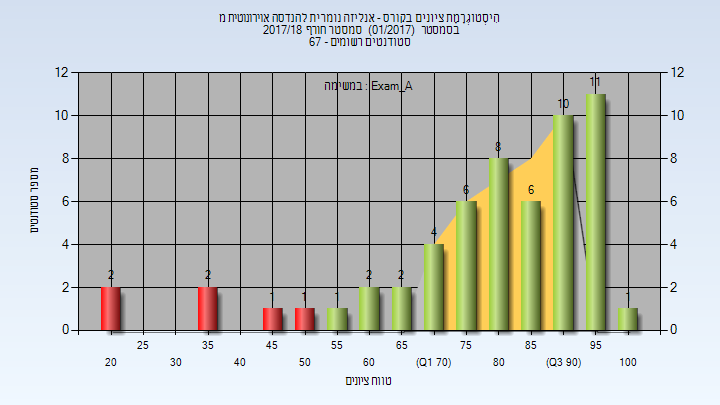 היסטוגרמת ציונים בקורס - אנליזה נומרית להנדסה אוירונוטית מ
בסמסטר (01/2017) סמסטר חורף 2017/18
סטודנטים רשומים - 67
במשימה : Exam_A
12 12
10 10
8 8
6 6
4 4
2 2
0 0
מספר סטודנטים
2 2 1 1 1 2 2 4 6 8 6 10 11 1
25 35 45 55 65 75 85 95
20 30 40 50 60 (Q1 70) 80 (Q3 90) 100
טווח ציונים